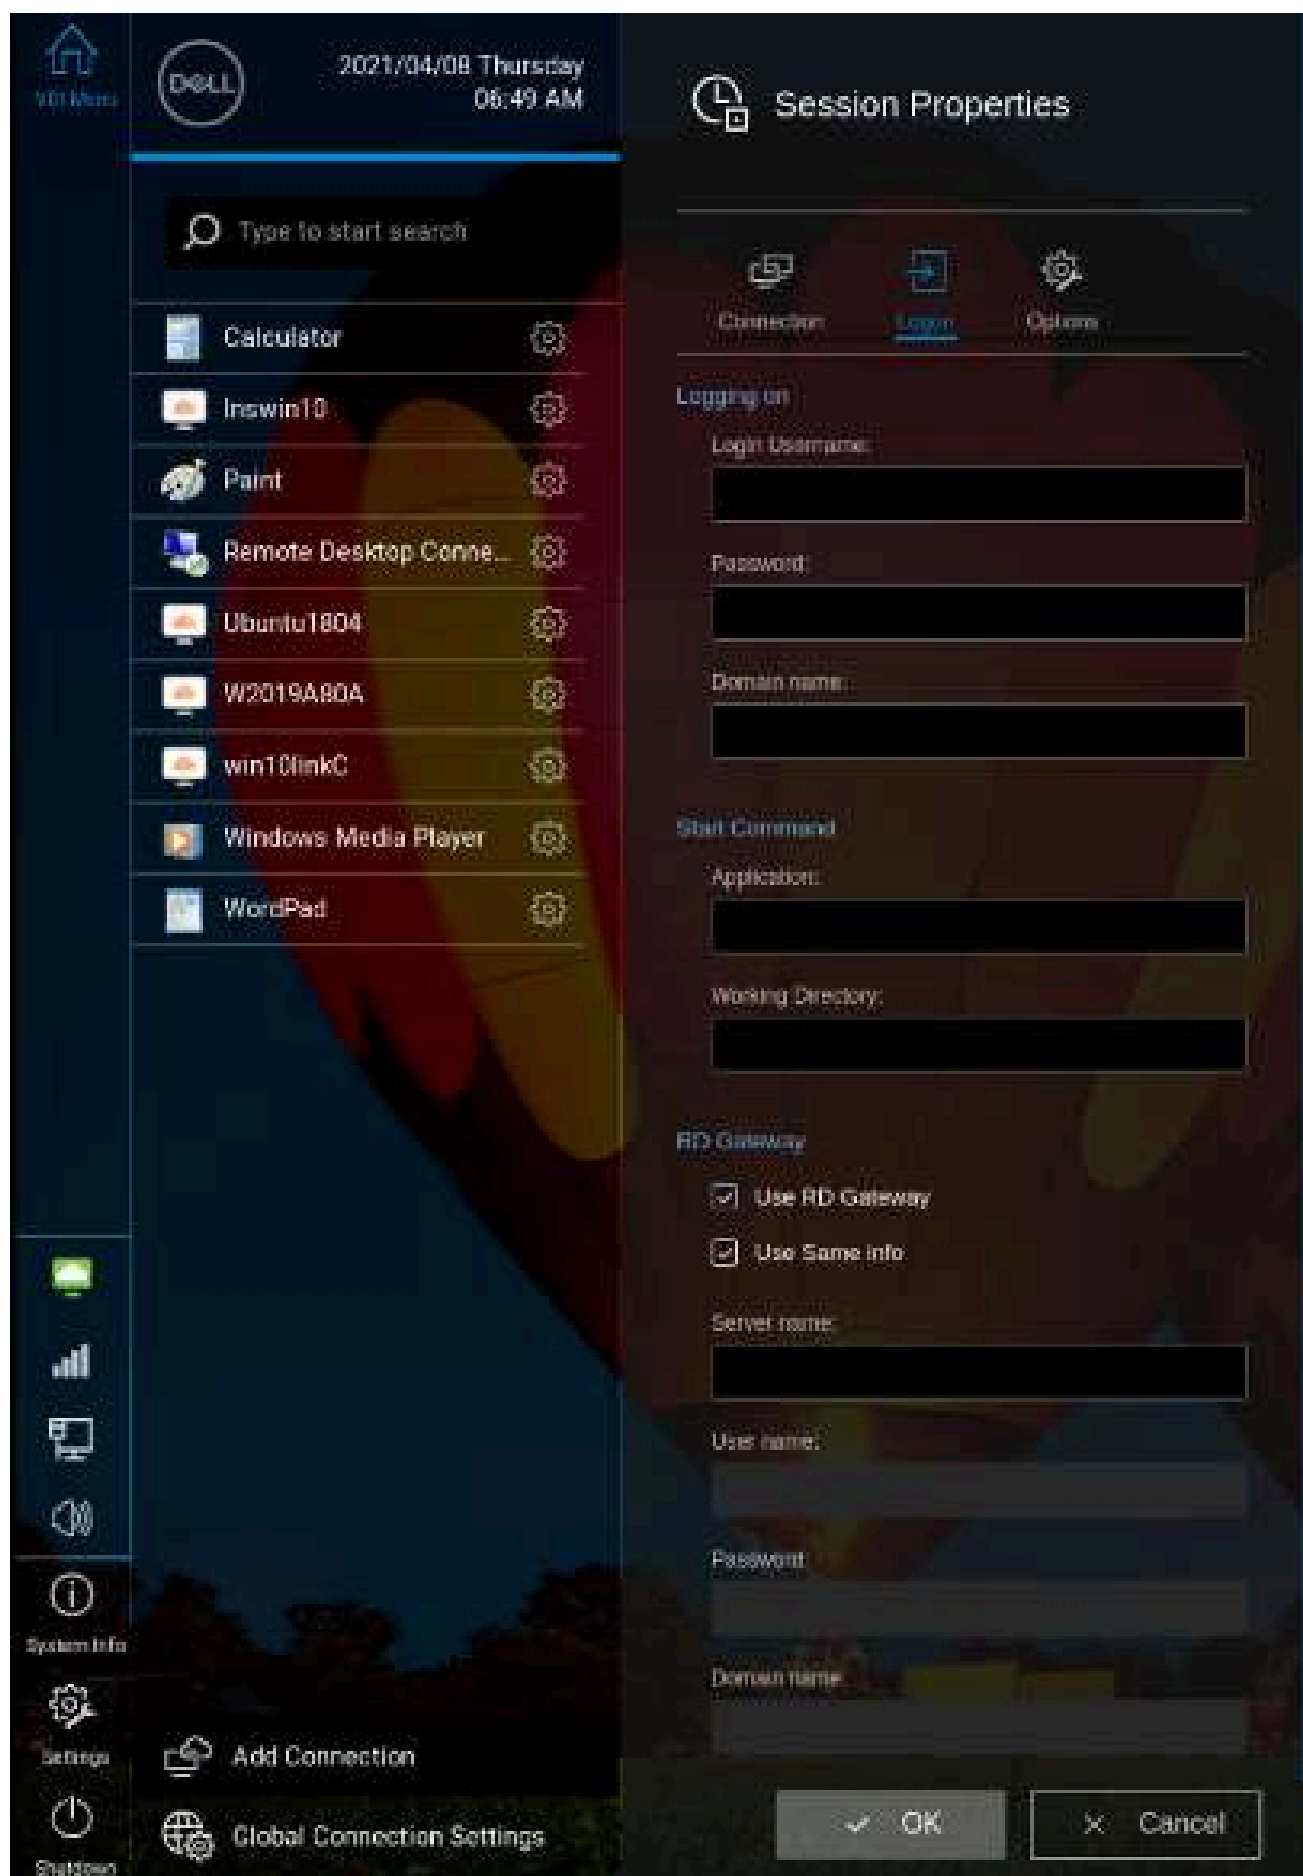 VDI Menu
DELL
2021/04/08 Thursday
06:49 AM
Type to start search
Calculator
Inswin10
Paint
Remote Desktop Conne...
Ubuntu1804
W2019A80A
win10linkC
Windows Media Player
WordPad
Add Connection
Global Connection Settings
System Info
Settings
Shutdown
Session Properties
Connection
Logon
Options
Logging on
Login Username:
Password:
Domain name:
Start Command
Application:
Working Directory:
RD Gateway
Use RD Gateway
Use Same Info
Server name:
User name:
Password:
Domain name:
OK
Cancel